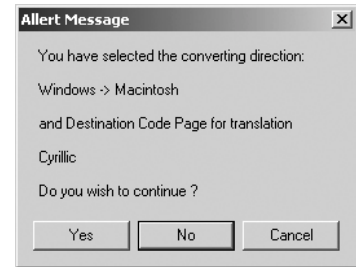 Allert Message
You have selected the converting direction:
Windows -> Macintosh
and Destination Code Page for translation
Cyrillic
Do you wish to continue ?
Yes No Cancel